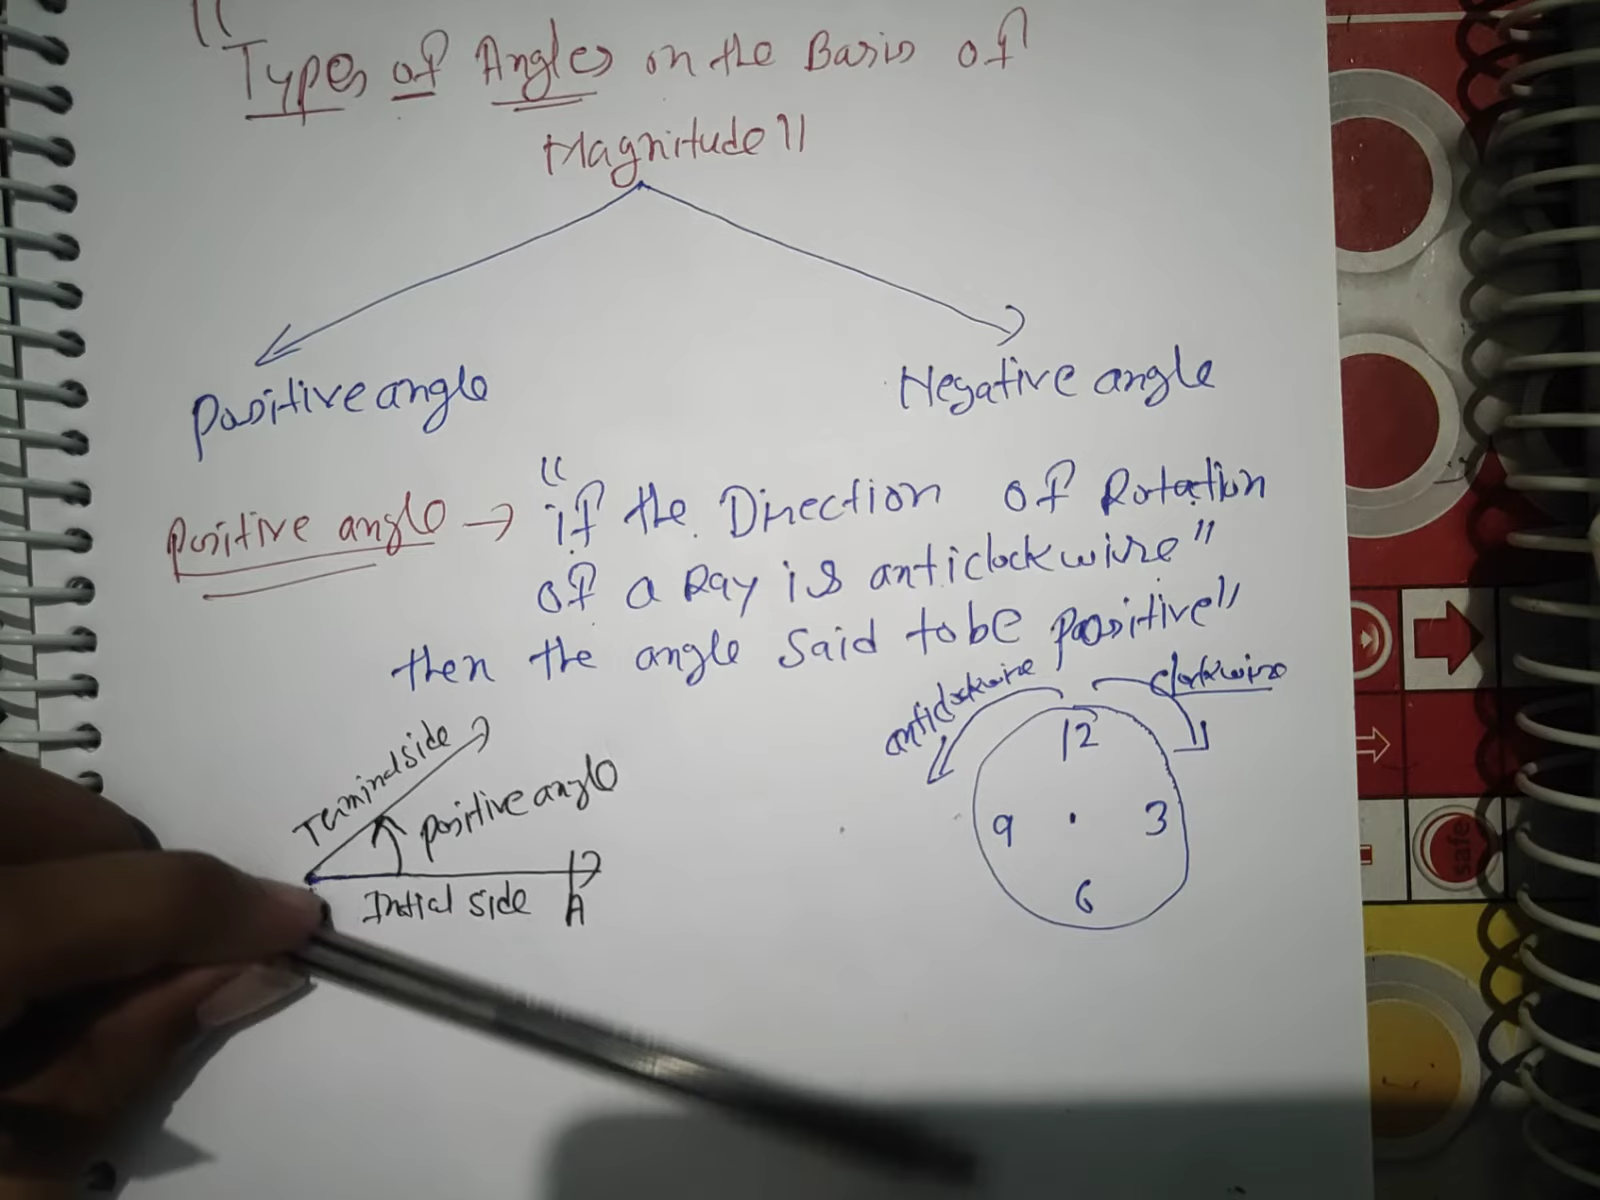 "Types of Angles on the Basis of
Magnitude"
Positive angle
Negative angle
Positive angle → "if the Direction of Rotation
of a Ray is anticlockwise"
then the angle said to be positive"
anticlockwise
clockwise
Terminal side
positive angle
Initial side
A
12
9
3
6
safe